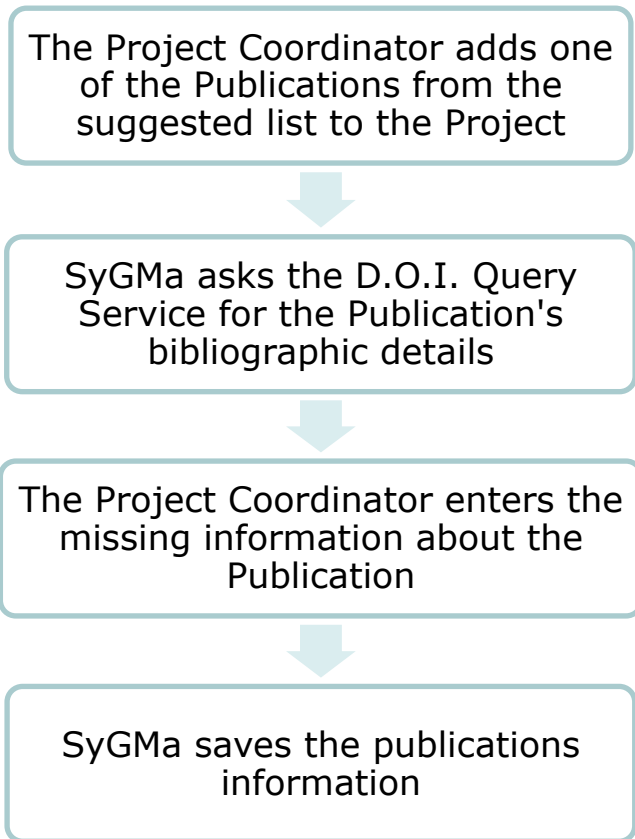 The Project Coordinator adds one
of the Publications from the
suggested list to the Project
SyGMa asks the D.O.I. Query
Service for the Publication's
bibliographic details
The Project Coordinator enters the
missing information about the
Publication
SyGMa saves the publications
information